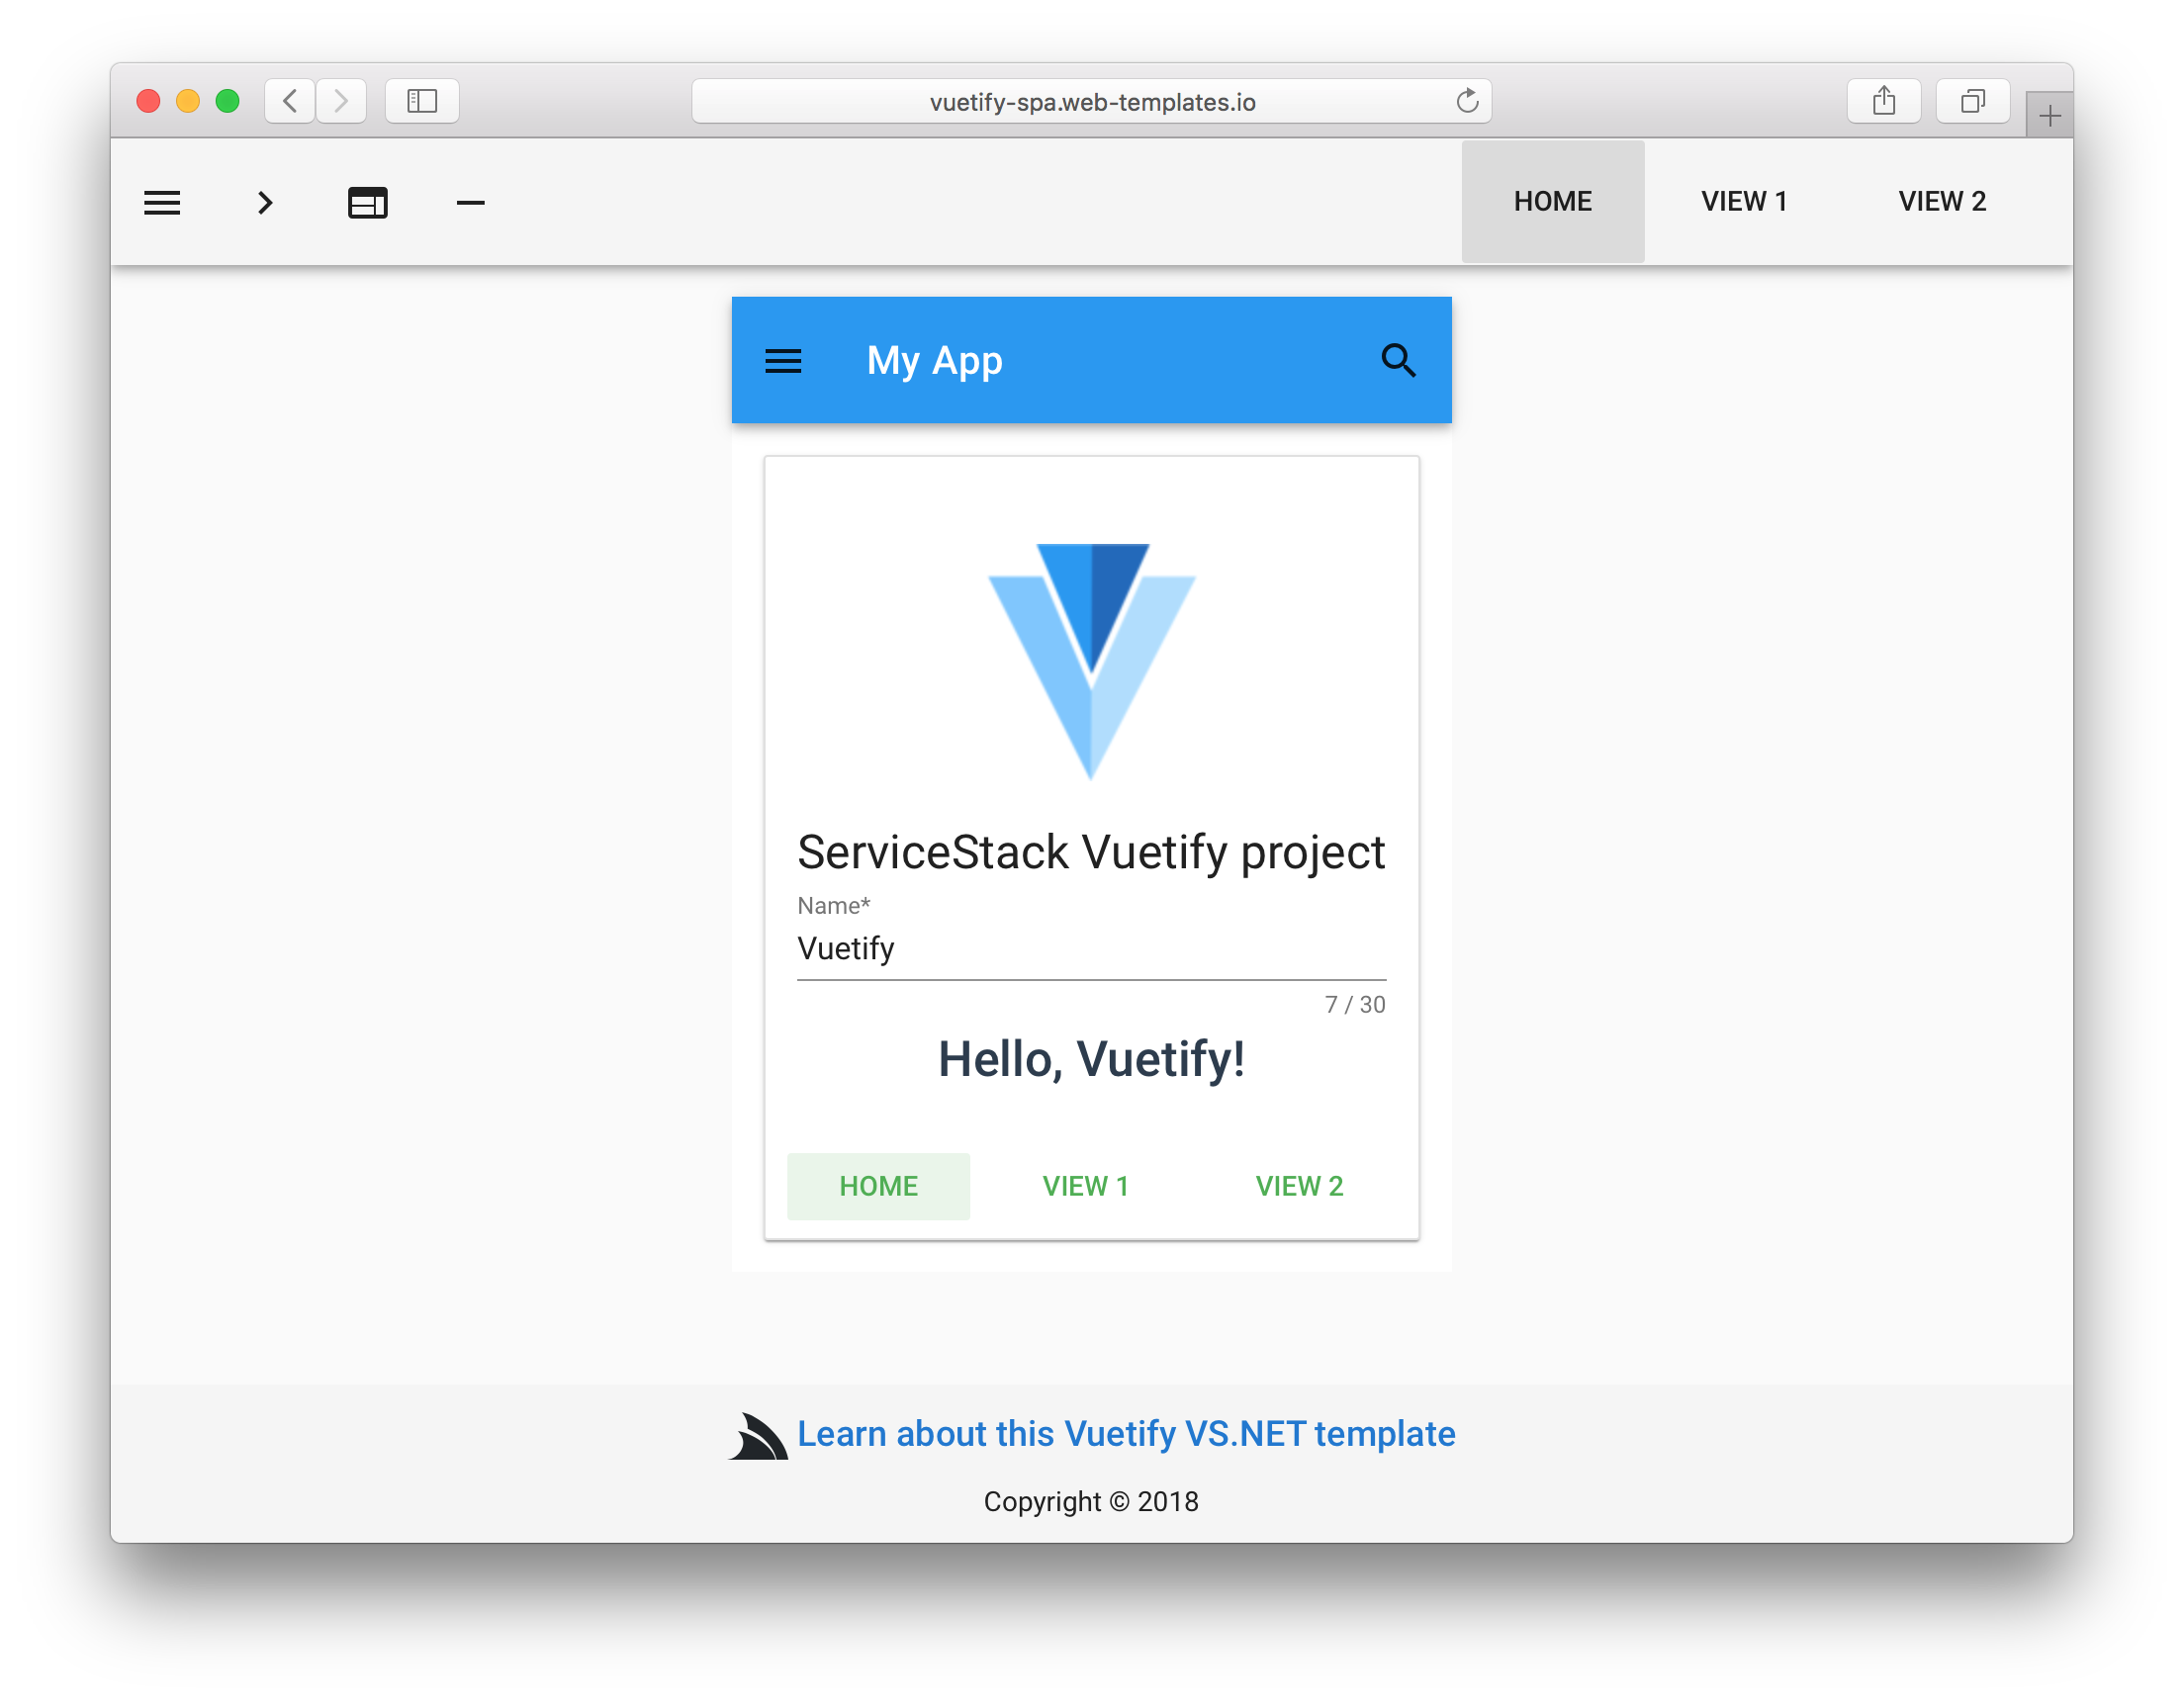 vuetify-spa.web-templates.io
HOME VIEW 1 VIEW 2
My App
ServiceStack Vuetify project
Name*
Vuetify
7 / 30
Hello, Vuetify!
HOME VIEW 1 VIEW 2
Learn about this Vuetify VS.NET template
Copyright © 2018